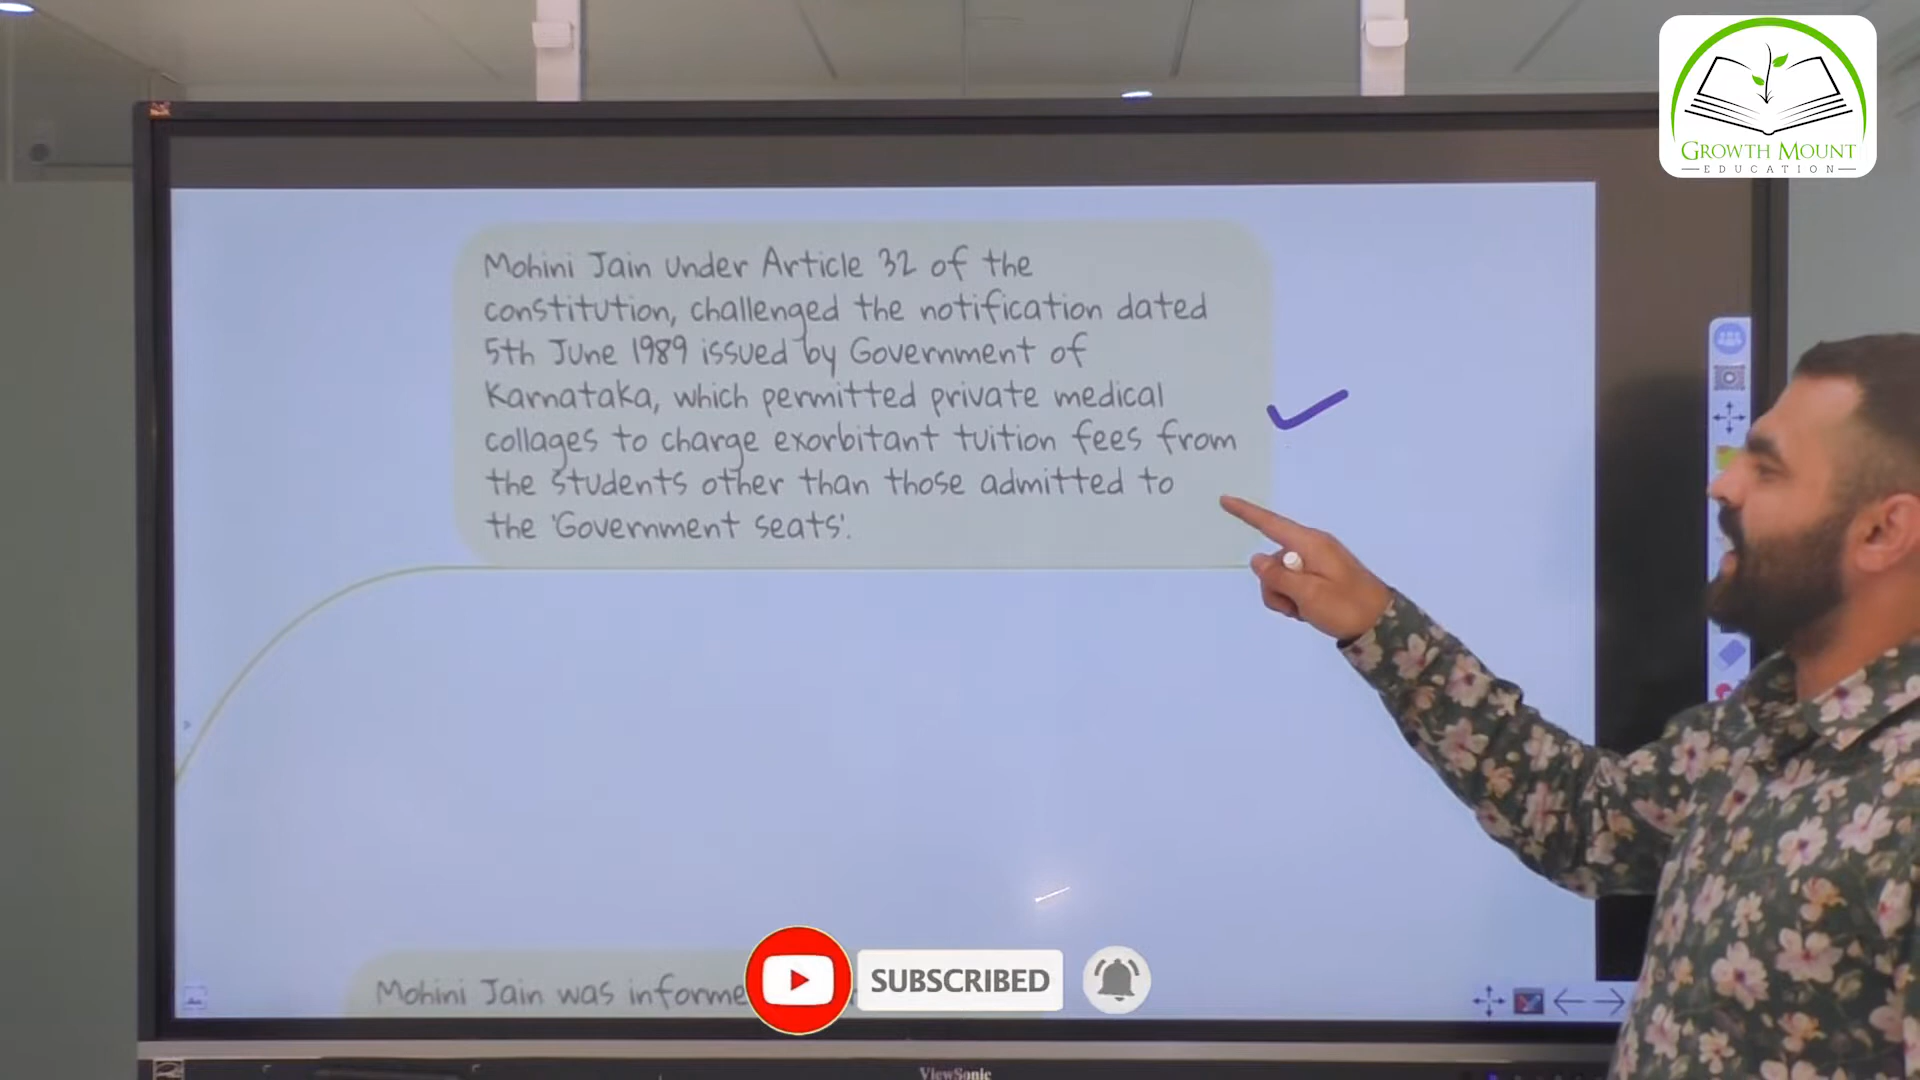 GROWTH MOUNT
EDUCATION
Mohini Jain under Article 32 of the
constitution, challenged the notification dated
5th June 1989 issued by Government of
Karnataka, which permitted private medical
collages to charge exorbitant tuition fees from
the students other than those admitted to
the 'Government seats'.
Mohini Jain was informe
SUBSCRIBED
ViewSonic